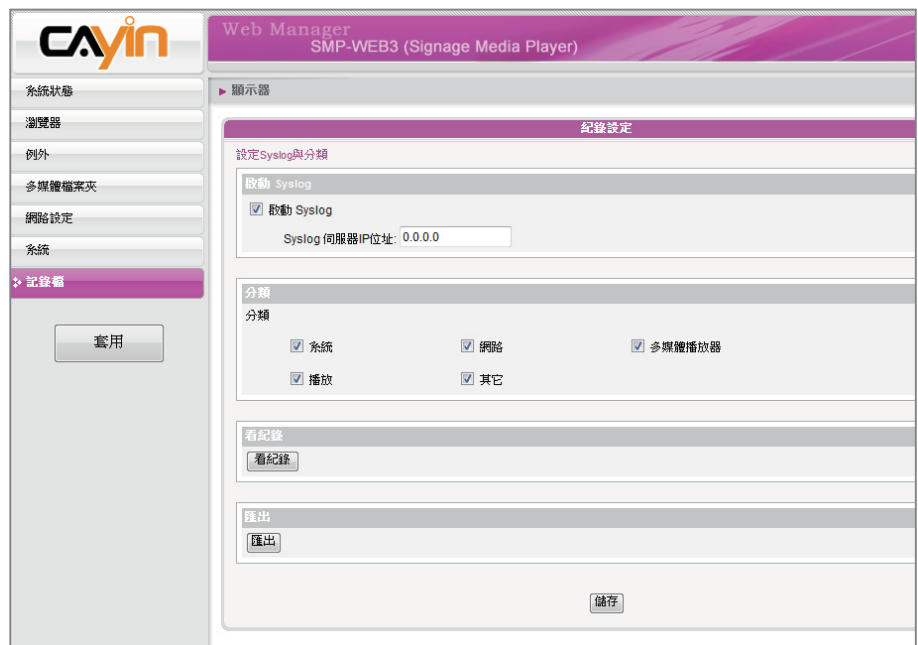 CAYIN
Web Manager
SMP-WEB3 (Signage Media Player)
系統狀態
瀏覽器
例外
多媒體檔案夾
網路設定
系統
記錄檔
套用
顯示器
紀錄設定
設定Syslog與分類
啟動 Syslog
啟動 Syslog
Syslog 伺服器IP位址: 0.0.0.0
分類
分類
系統 網路 多媒體播放器
播放 其它
看紀錄
看紀錄
匯出
匯出
儲存